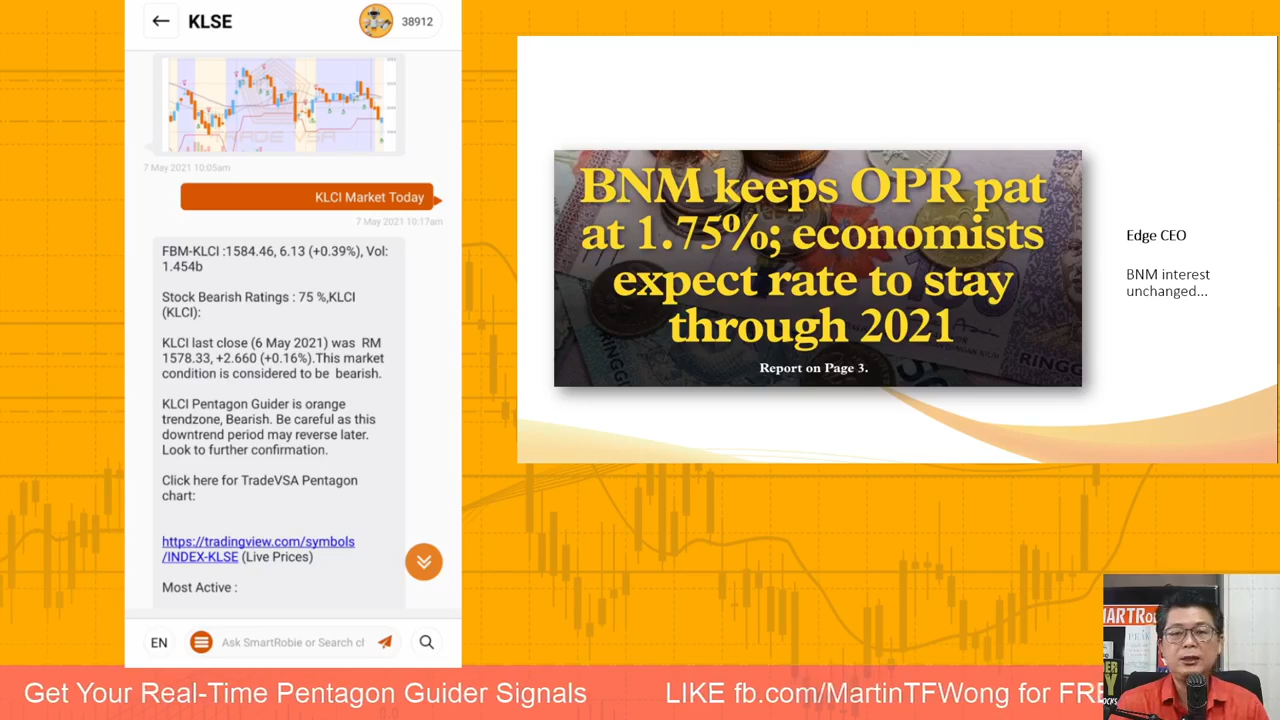 KLSE
38912
7 May 2021 10:05am
KLCI Market Today
7 May 2021 10.17am
FBM-KLCI :1584.46, 6.13 (+0.39%), Vol:
1.454b
Stock Bearish Ratings : 75 %,KLCI
(KLCI):
KLCI last close (6 May 2021) was RM
1578.33, +2.660 (+0.16%).This market
condition is considered to be bearish.
KLCI Pentagon Guider is orange
trendzone, Bearish. Be careful as this
downtrend period may reverse later.
Look to further confirmation.
Click here for TradeVSA Pentagon
chart:
https://tradingview.com/symbols
/INDEX-KLSE (Live Prices)
Most Active :
EN
Ask SmartRobie or Search cl
BNM keeps OPR pat
at 1.75%; economists
expect rate to stay
through 2021
Report on Page 3.
RINGGIT
Edge CEO
BNM interest
unchanged...
Get Your Real-Time Pentagon Guider Signals
LIKE fb.com/MartinTFWong for FRE